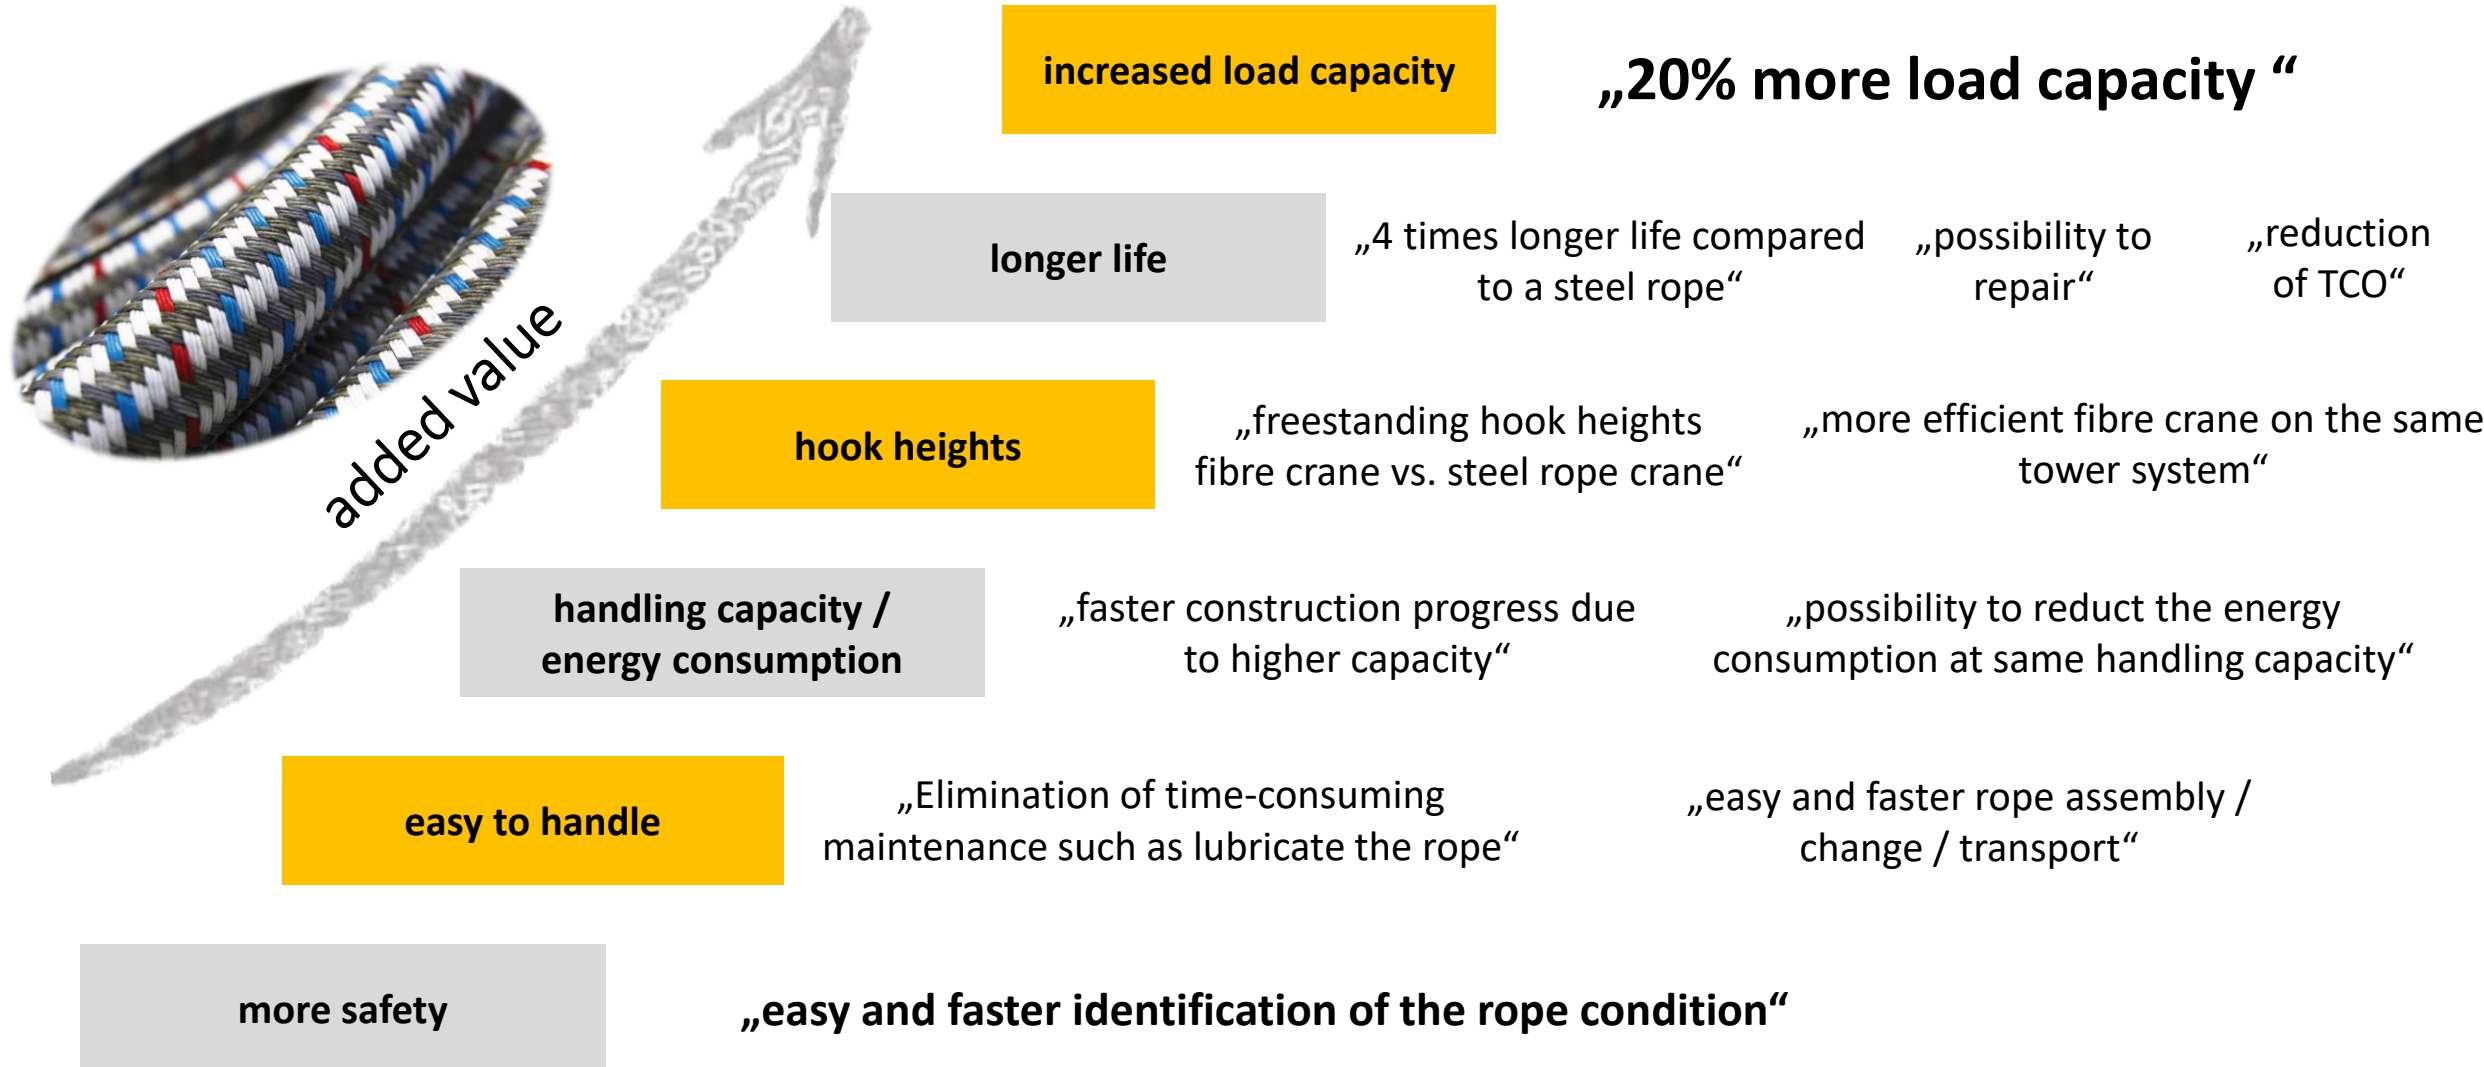 increased load capacity
„20% more load capacity “
longer life
„4 times longer life compared
to a steel rope“
„possibility to
repair“
„reduction
of TCO“
added value
hook heights
„freestanding hook heights
fibre crane vs. steel rope crane“
„more efficient fibre crane on the same
tower system“
handling capacity /
energy consumption
„faster construction progress due
to higher capacity“
„possibility to reduct the energy
consumption at same handling capacity“
easy to handle
„Elimination of time-consuming
maintenance such as lubricate the rope“
„easy and faster rope assembly /
change / transport“
more safety
„easy and faster identification of the rope condition“